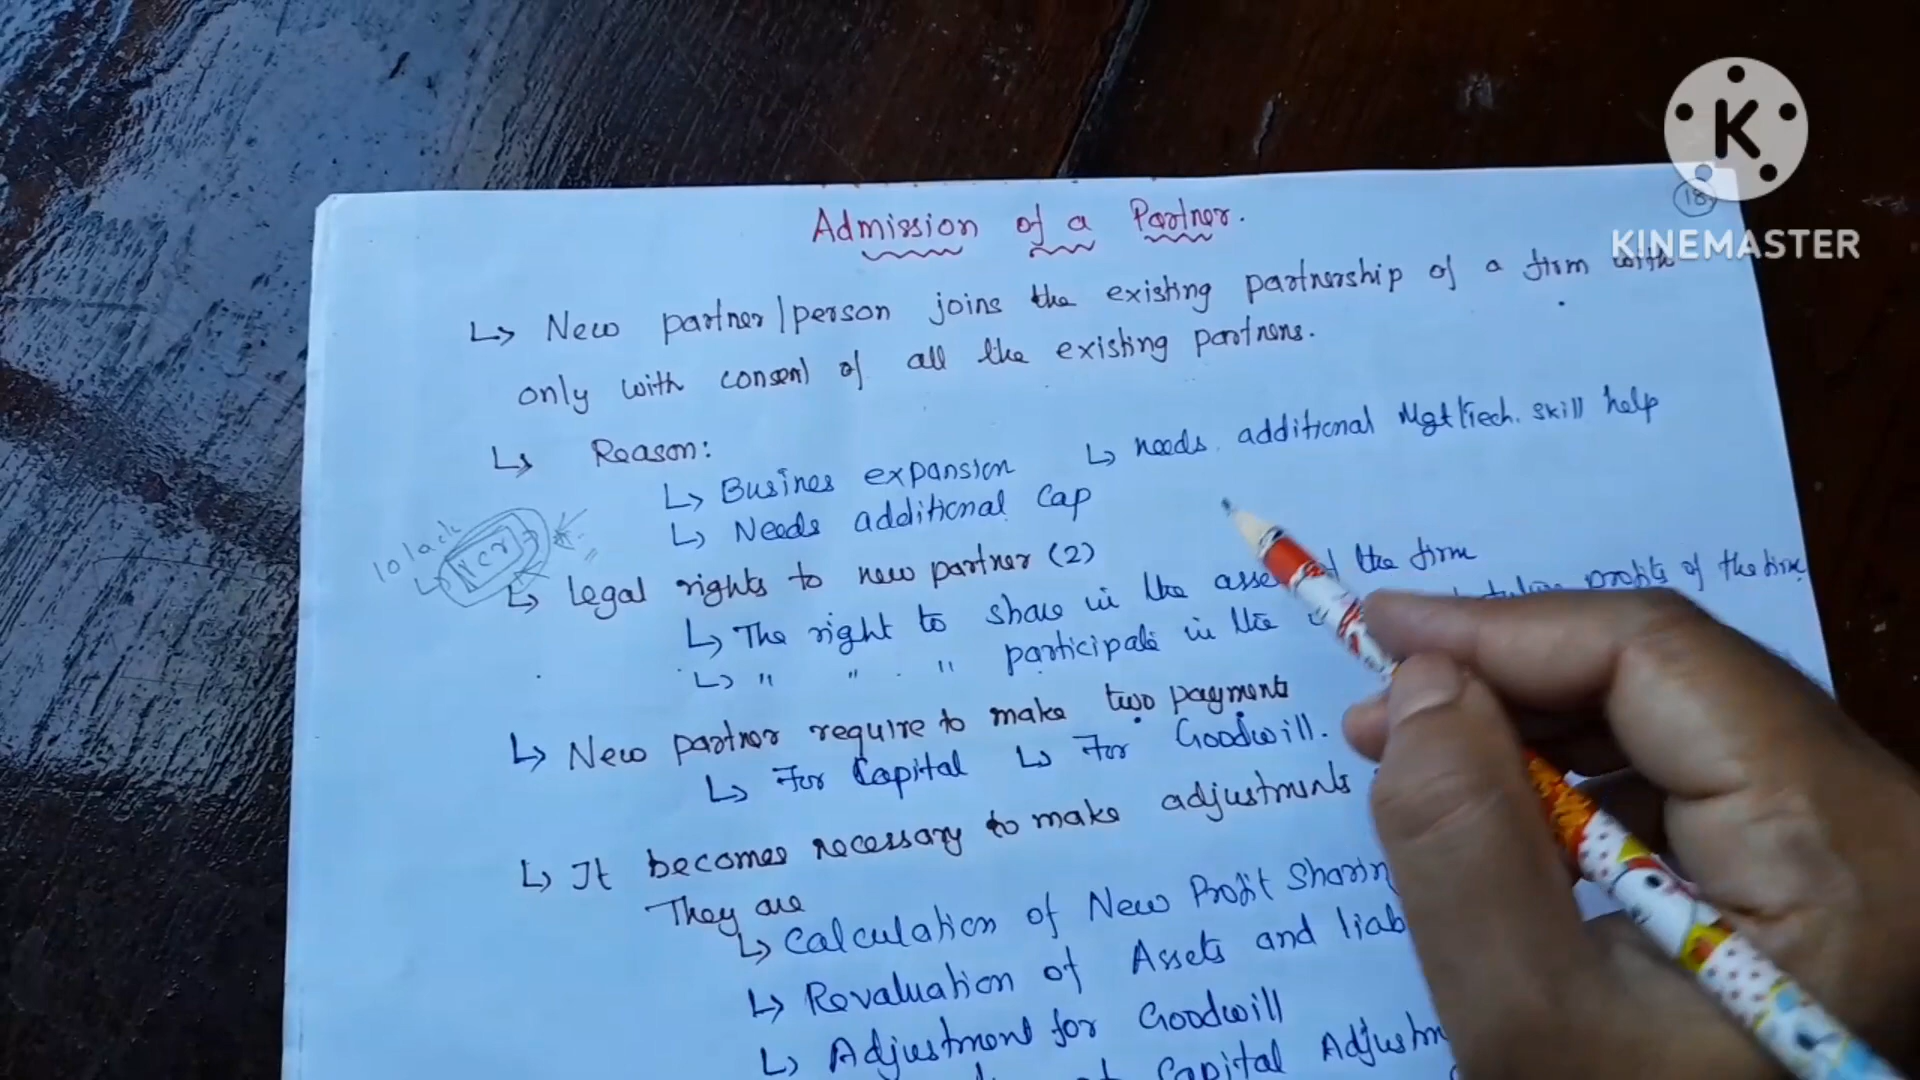 K
KINEMASTER
18
Admission of a Partner.
↳ New partner/person joins the existing partnership of a firm with
only with consent of all the existing partners.
↳ Reason:
↳ Busines expansion ↳ needs additional Mgt/Tech. skill help
↳ Needs additional Cap
10 lack
1 cr
↳ Legal rights to new partner (2)
↳ The right to share in the asse the firm
↳ " " " participate in the profits of the firm
↳ New partner require to make two payments
↳ For Capital ↳ For Goodwill.
↳ It becomes necessary to make adjustments
They are
↳ Calculation of New Profit Sharin
↳ Revaluation of Assets and liab
↳ Adjustment for Goodwill
Capital Adjustm